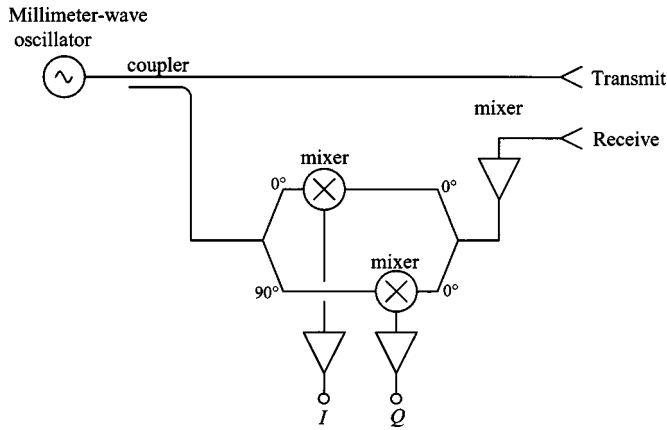 Millimeter-wave
oscillator
coupler
Transmit
mixer
Receive
mixer
0°
0°
mixer
90°
0°
I
Q